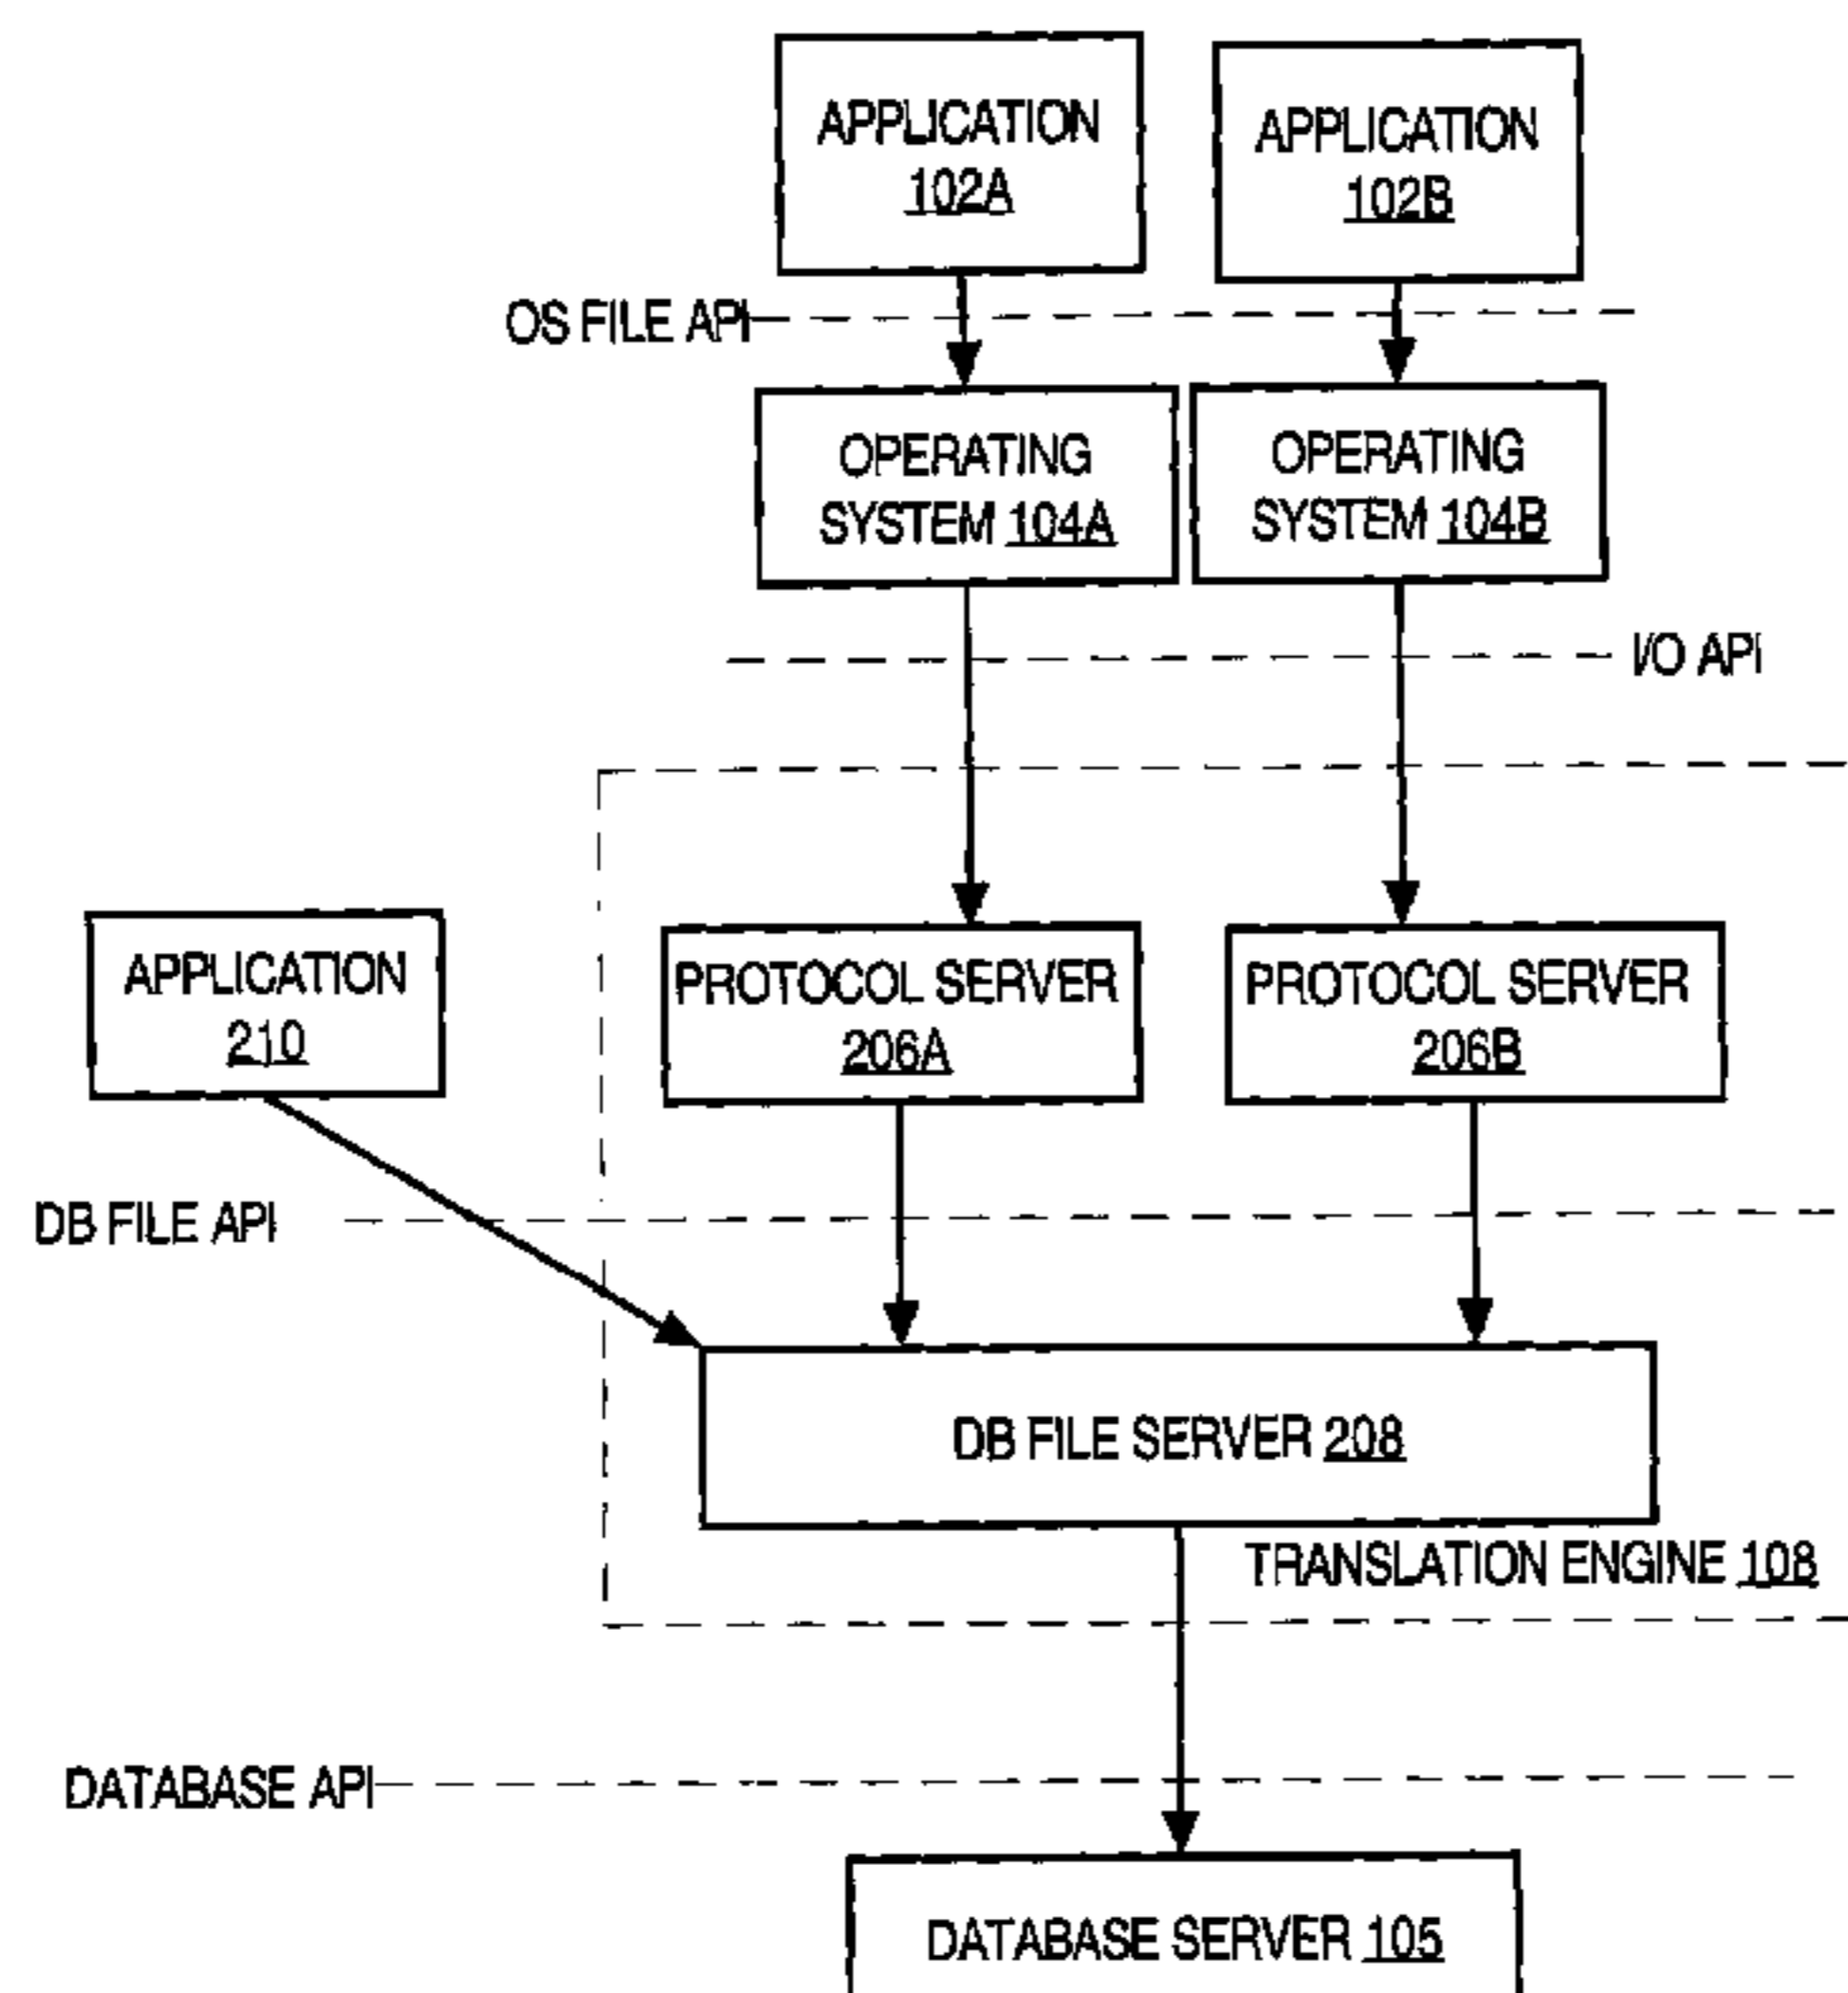 APPLICATION
102A
APPLICATION
102B
OS FILE API
OPERATING
SYSTEM 104A
OPERATING
SYSTEM 104B
I/O API
APPLICATION
210
PROTOCOL SERVER
206A
PROTOCOL SERVER
206B
DB FILE API
DB FILE SERVER 208
TRANSLATION ENGINE 108
DATABASE API
DATABASE SERVER 105